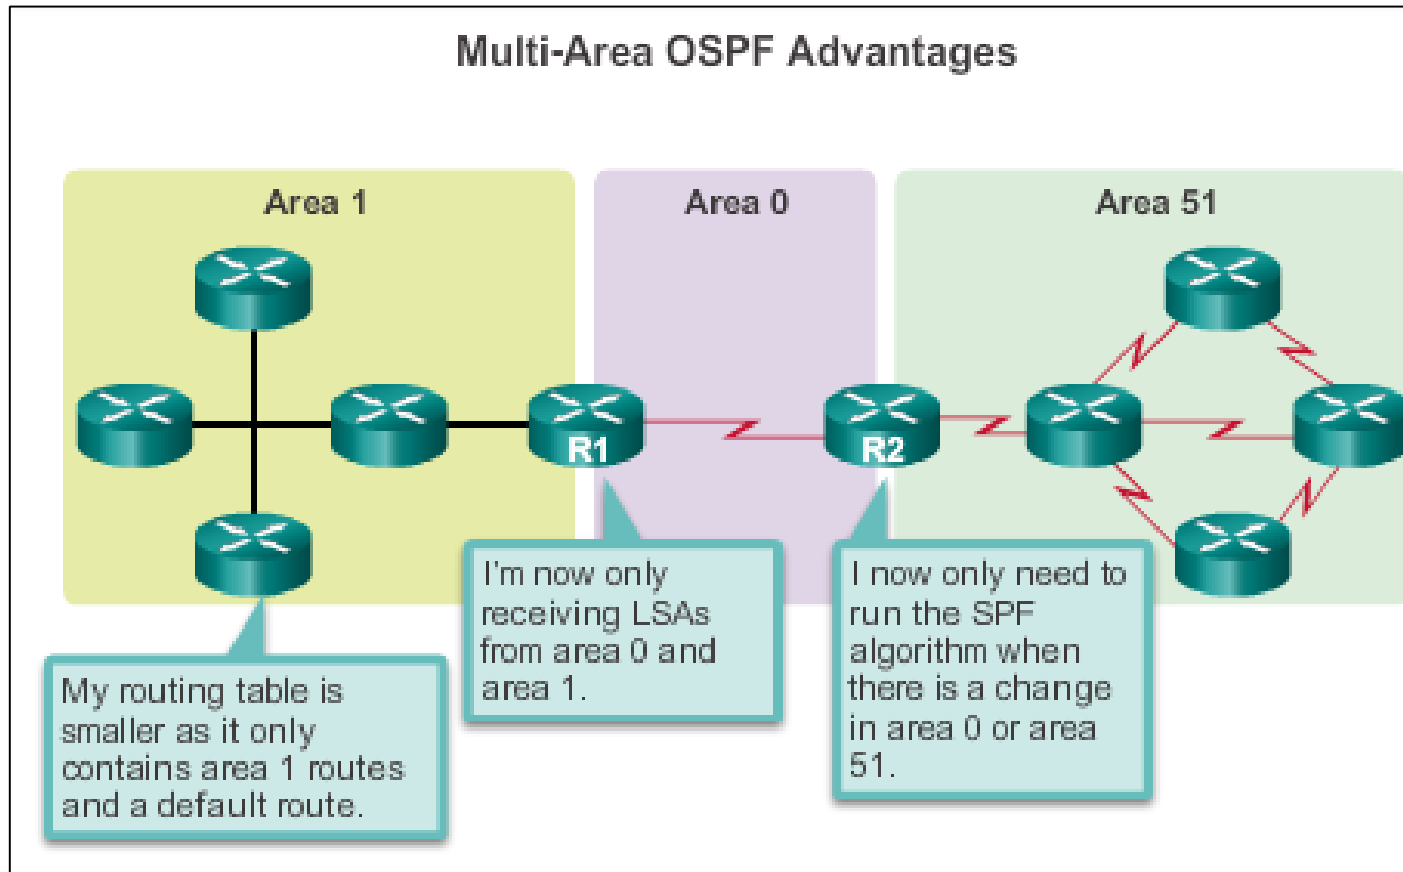 Multi-Area OSPF Advantages
Area 1
Area 0
Area 51
R1
R2
My routing table is
smaller as it only
contains area 1 routes
and a default route.
I'm now only
receiving LSAs
from area 0 and
area 1.
I now only need to
run the SPF
algorithm when
there is a change
in area 0 or area
51.